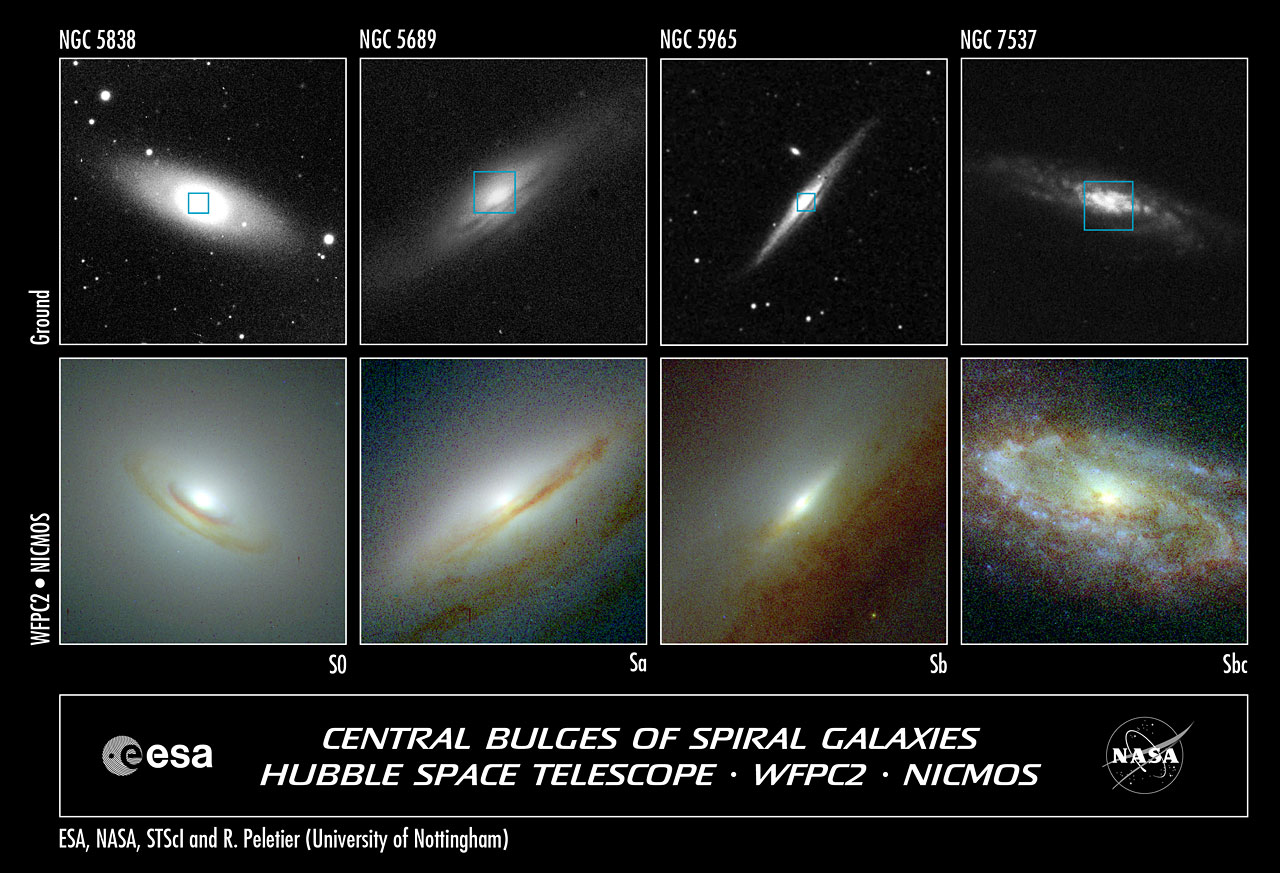 NGC 5838
NGC 5689
NGC 5965
NGC 7537
Ground
WFPC2 • NICMOS
S0
Sa
Sb
Sbc
esa
CENTRAL BULGES OF SPIRAL GALAXIES
HUBBLE SPACE TELESCOPE · WFPC2 · NICMOS
NASA
ESA, NASA, STScI and R. Peletier (University of Nottingham)